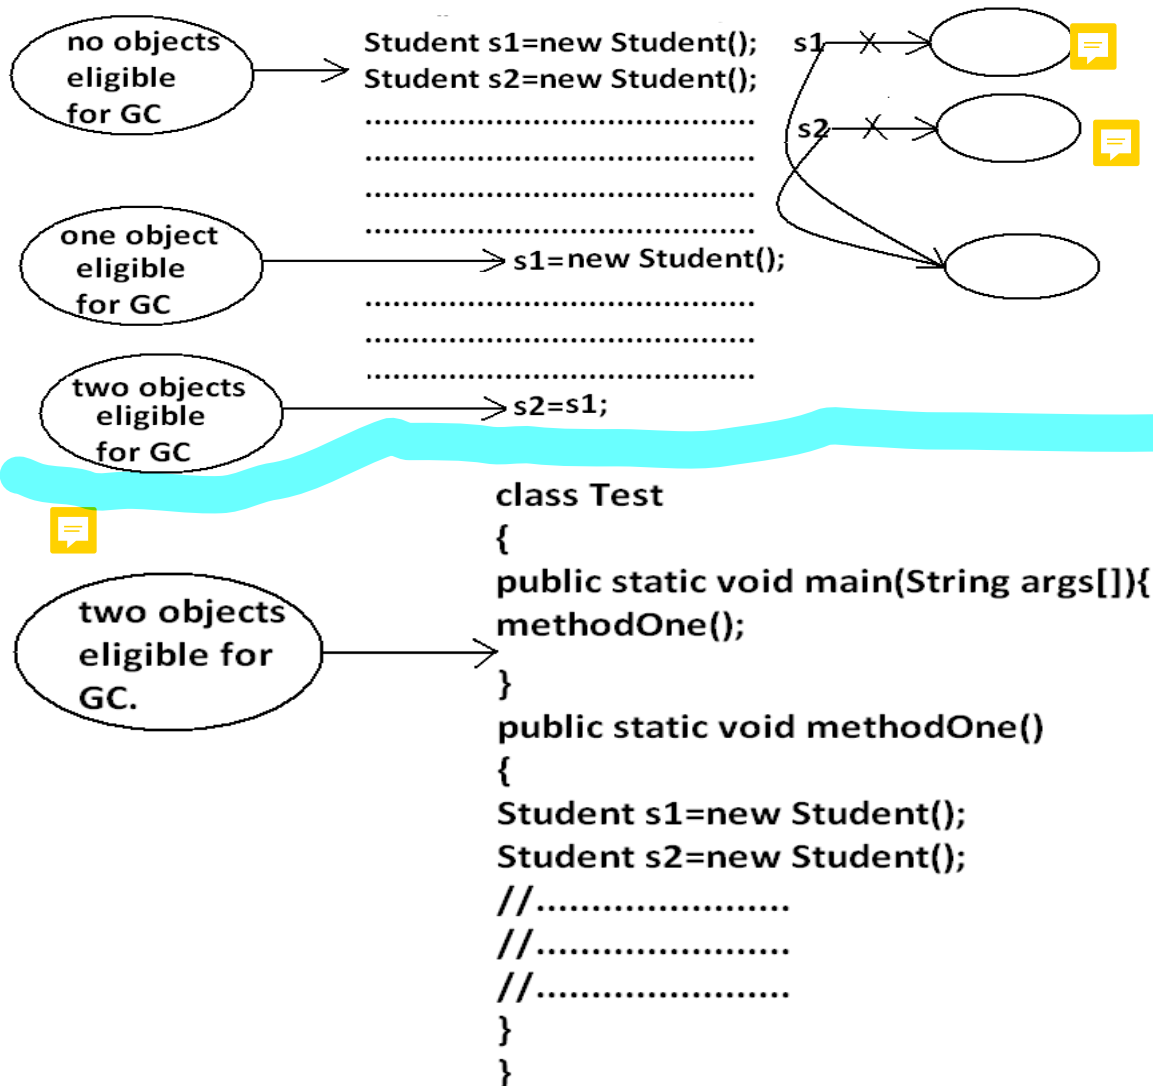 no objects
eligible
for GC
Student s1=new Student();
Student s2=new Student();
..........................................
..........................................
..........................................
..........................................
s1
s2
one object
eligible
for GC
s1=new Student();
..........................................
..........................................
..........................................
two objects
eligible
for GC
s2=s1;
class Test
{
public static void main(String args[]){
methodOne();
}
two objects
eligible for
GC.
public static void methodOne()
{
Student s1=new Student();
Student s2=new Student();
//.......................
//.......................
//.......................
}
}